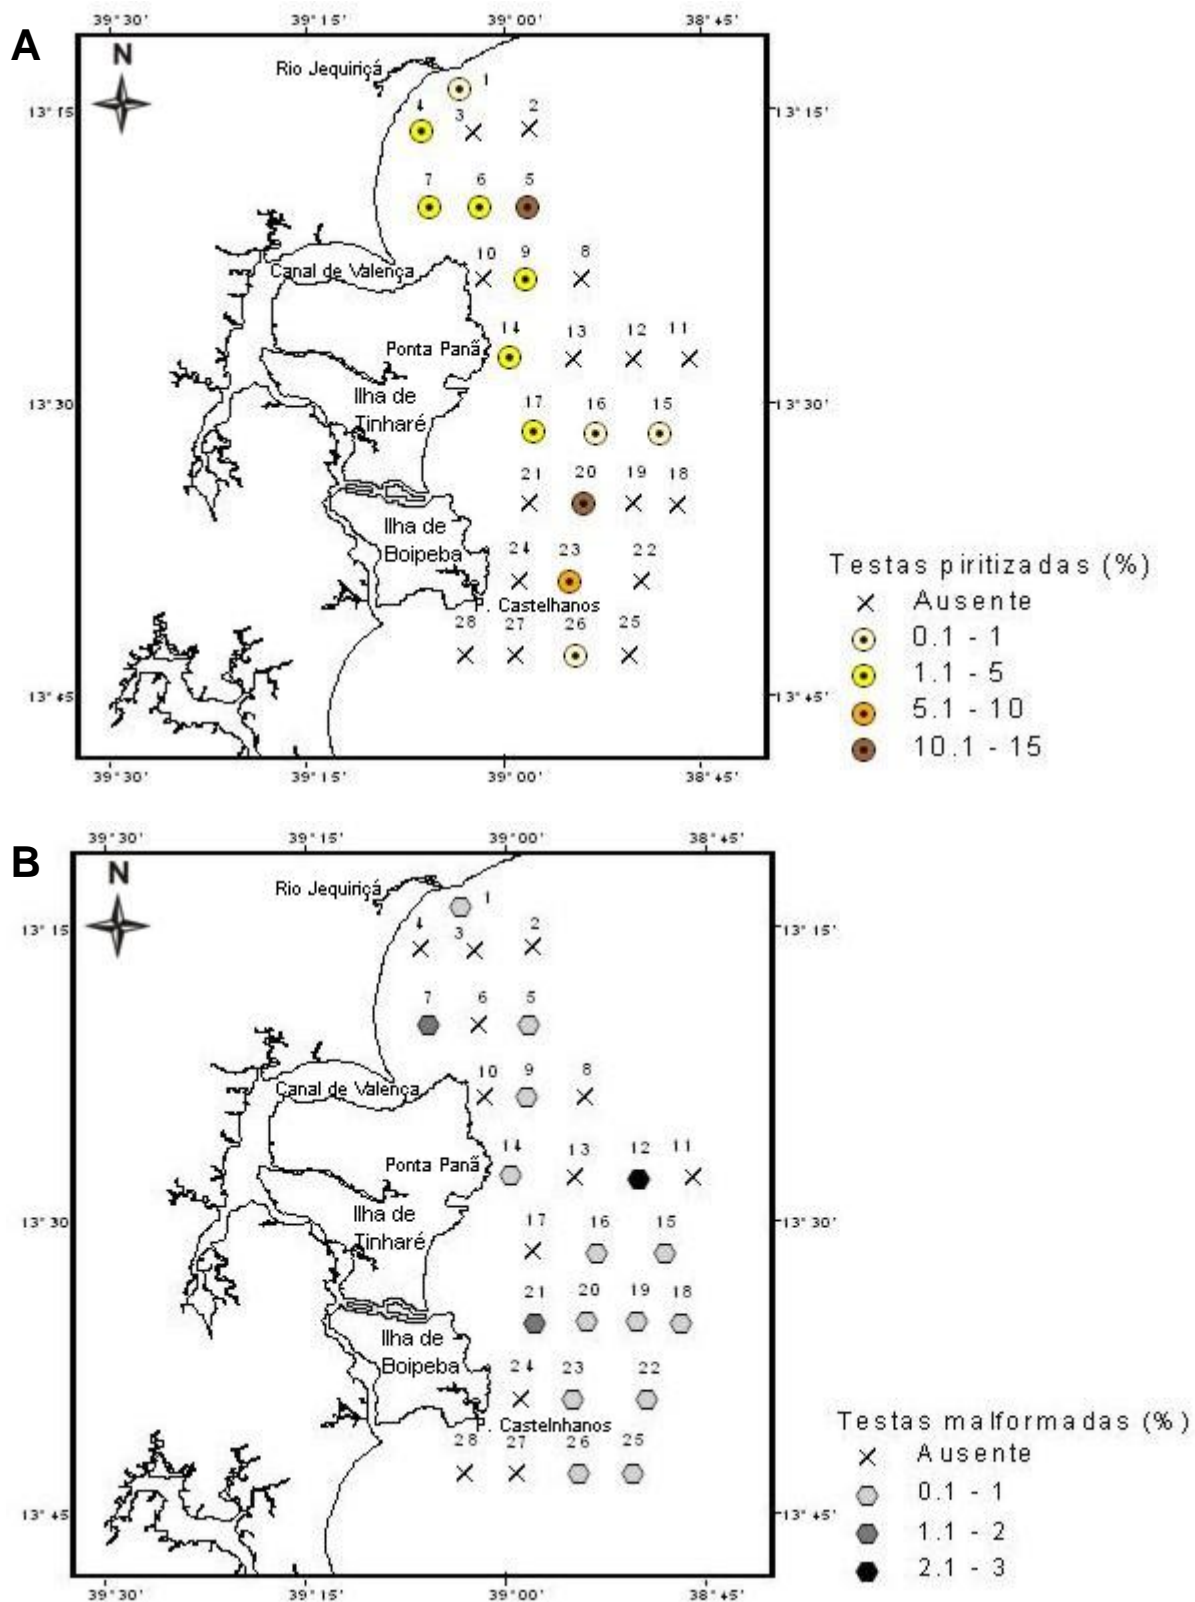 A
39°30' 39°15' 39°00' 38°45'
N
Rio Jequiriçá
1
13°15' 4 3 2 13°15'
7 6 5
10 9 8
Canal de Valença
14 13 12 11
Ponta Panã
Ilha de
Tinharé
13°30' 17 16 15 13°30'
21 20 19 18
Ilha de
Boipeba
24 23 22
P. Castelhanos
28 27 26 25
13°45' 13°45'
39°30' 39°15' 39°00' 38°45'
Testas piritizadas (%)
Ausente
0.1 - 1
1.1 - 5
5.1 - 10
10.1 - 15
B
39°30' 39°15' 39°00' 38°45'
N
Rio Jequiriçá
1
13°15' 4 3 2 13°15'
7 6 5
10 9 8
Canal de Valença
14 13 12 11
Ponta Panã
Ilha de
Tinharé
13°30' 17 16 15 13°30'
21 20 19 18
Ilha de
Boipeba
24 23 22
P. Castelnhanos
28 27 26 25
13°45' 13°45'
39°30' 39°15' 39°00' 38°45'
Testas malformadas (%)
Ausente
0.1 - 1
1.1 - 2
2.1 - 3